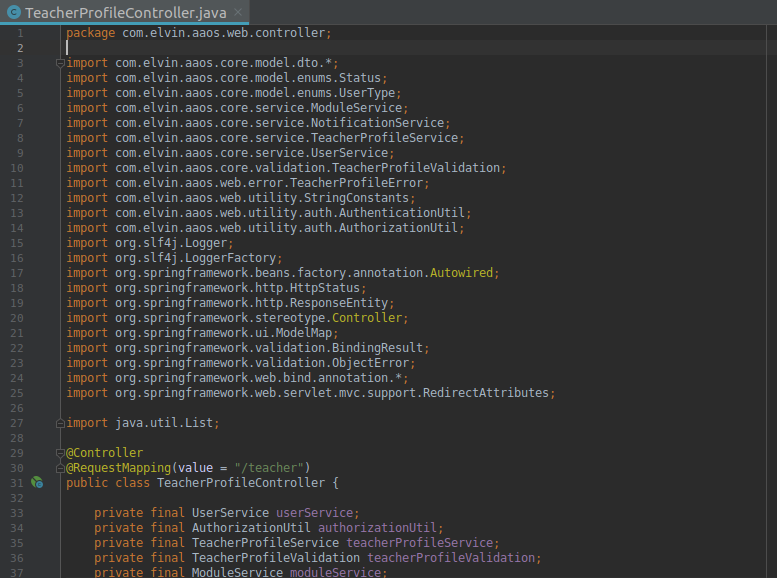 TeacherProfileController.java
1 package com.elvin.aaos.web.controller;
2
3 import com.elvin.aaos.core.model.dto.*;
4 import com.elvin.aaos.core.model.enums.Status;
5 import com.elvin.aaos.core.model.enums.UserType;
6 import com.elvin.aaos.core.service.ModuleService;
7 import com.elvin.aaos.core.service.NotificationService;
8 import com.elvin.aaos.core.service.TeacherProfileService;
9 import com.elvin.aaos.core.service.UserService;
10 import com.elvin.aaos.core.validation.TeacherProfileValidation;
11 import com.elvin.aaos.web.error.TeacherProfileError;
12 import com.elvin.aaos.web.utility.StringConstants;
13 import com.elvin.aaos.web.utility.auth.AuthenticationUtil;
14 import com.elvin.aaos.web.utility.auth.AuthorizationUtil;
15 import org.slf4j.Logger;
16 import org.slf4j.LoggerFactory;
17 import org.springframework.beans.factory.annotation.Autowired;
18 import org.springframework.http.HttpStatus;
19 import org.springframework.http.ResponseEntity;
20 import org.springframework.stereotype.Controller;
21 import org.springframework.ui.ModelMap;
22 import org.springframework.validation.BindingResult;
23 import org.springframework.validation.ObjectError;
24 import org.springframework.web.bind.annotation.*;
25 import org.springframework.web.servlet.mvc.support.RedirectAttributes;
26
27 import java.util.List;
28
29 @Controller
30 @RequestMapping(value = "/teacher")
31 public class TeacherProfileController {
32
33 private final UserService userService;
34 private final AuthorizationUtil authorizationUtil;
35 private final TeacherProfileService teacherProfileService;
36 private final TeacherProfileValidation teacherProfileValidation;
37 private final ModuleService moduleService;